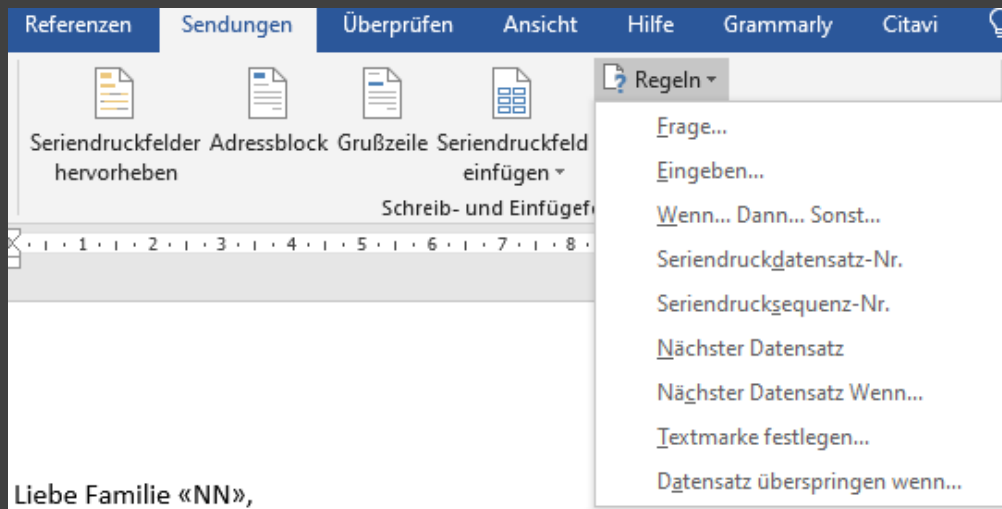 Referenzen Sendungen Überprüfen Ansicht Hilfe Grammarly Citavi
Seriendruckfelder hervorheben
Adressblock
Grußzeile
Seriendruckfeld einfügen
Regeln
Schreib- und Einfügef
1 2 3 4 5 6 7 8
Frage...
Eingeben...
Wenn... Dann... Sonst...
Seriendruckdatensatz-Nr.
Seriendrucksequenz-Nr.
Nächster Datensatz
Nächster Datensatz Wenn...
Textmarke festlegen...
Datensatz überspringen wenn...
Liebe Familie «NN»,